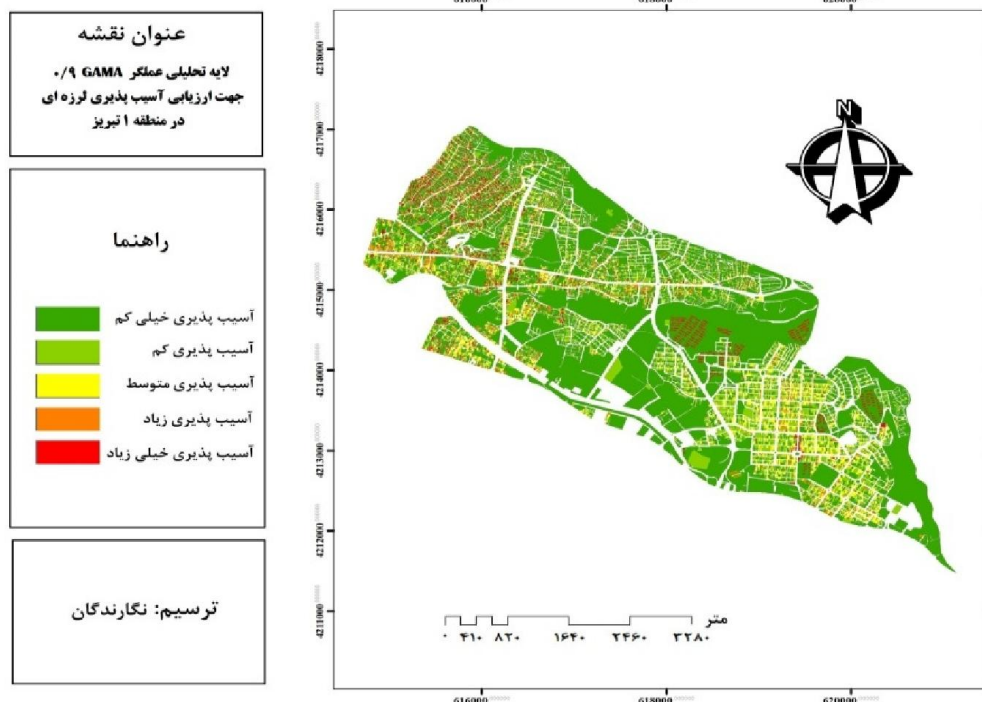 عنوان نقشه
لایه تحلیلی عملگر GAMA ۰/۹
جهت ارزیابی آسیب پذیری لرزه ای
در منطقه ۱ تبریز
راهنما
آسیب پذیری خیلی کم
آسیب پذیری کم
آسیب پذیری متوسط
آسیب پذیری زیاد
آسیب پذیری خیلی زیاد
ترسیم: نگارندگان
4218000
4217000
4216000
4215000
4214000
4213000
4212000
4211000
N
متر
۰ ۴۱۰ ۸۲۰ ۱۶۴۰ ۲۴۶۰ ۳۲۸۰
616000 618000 620000